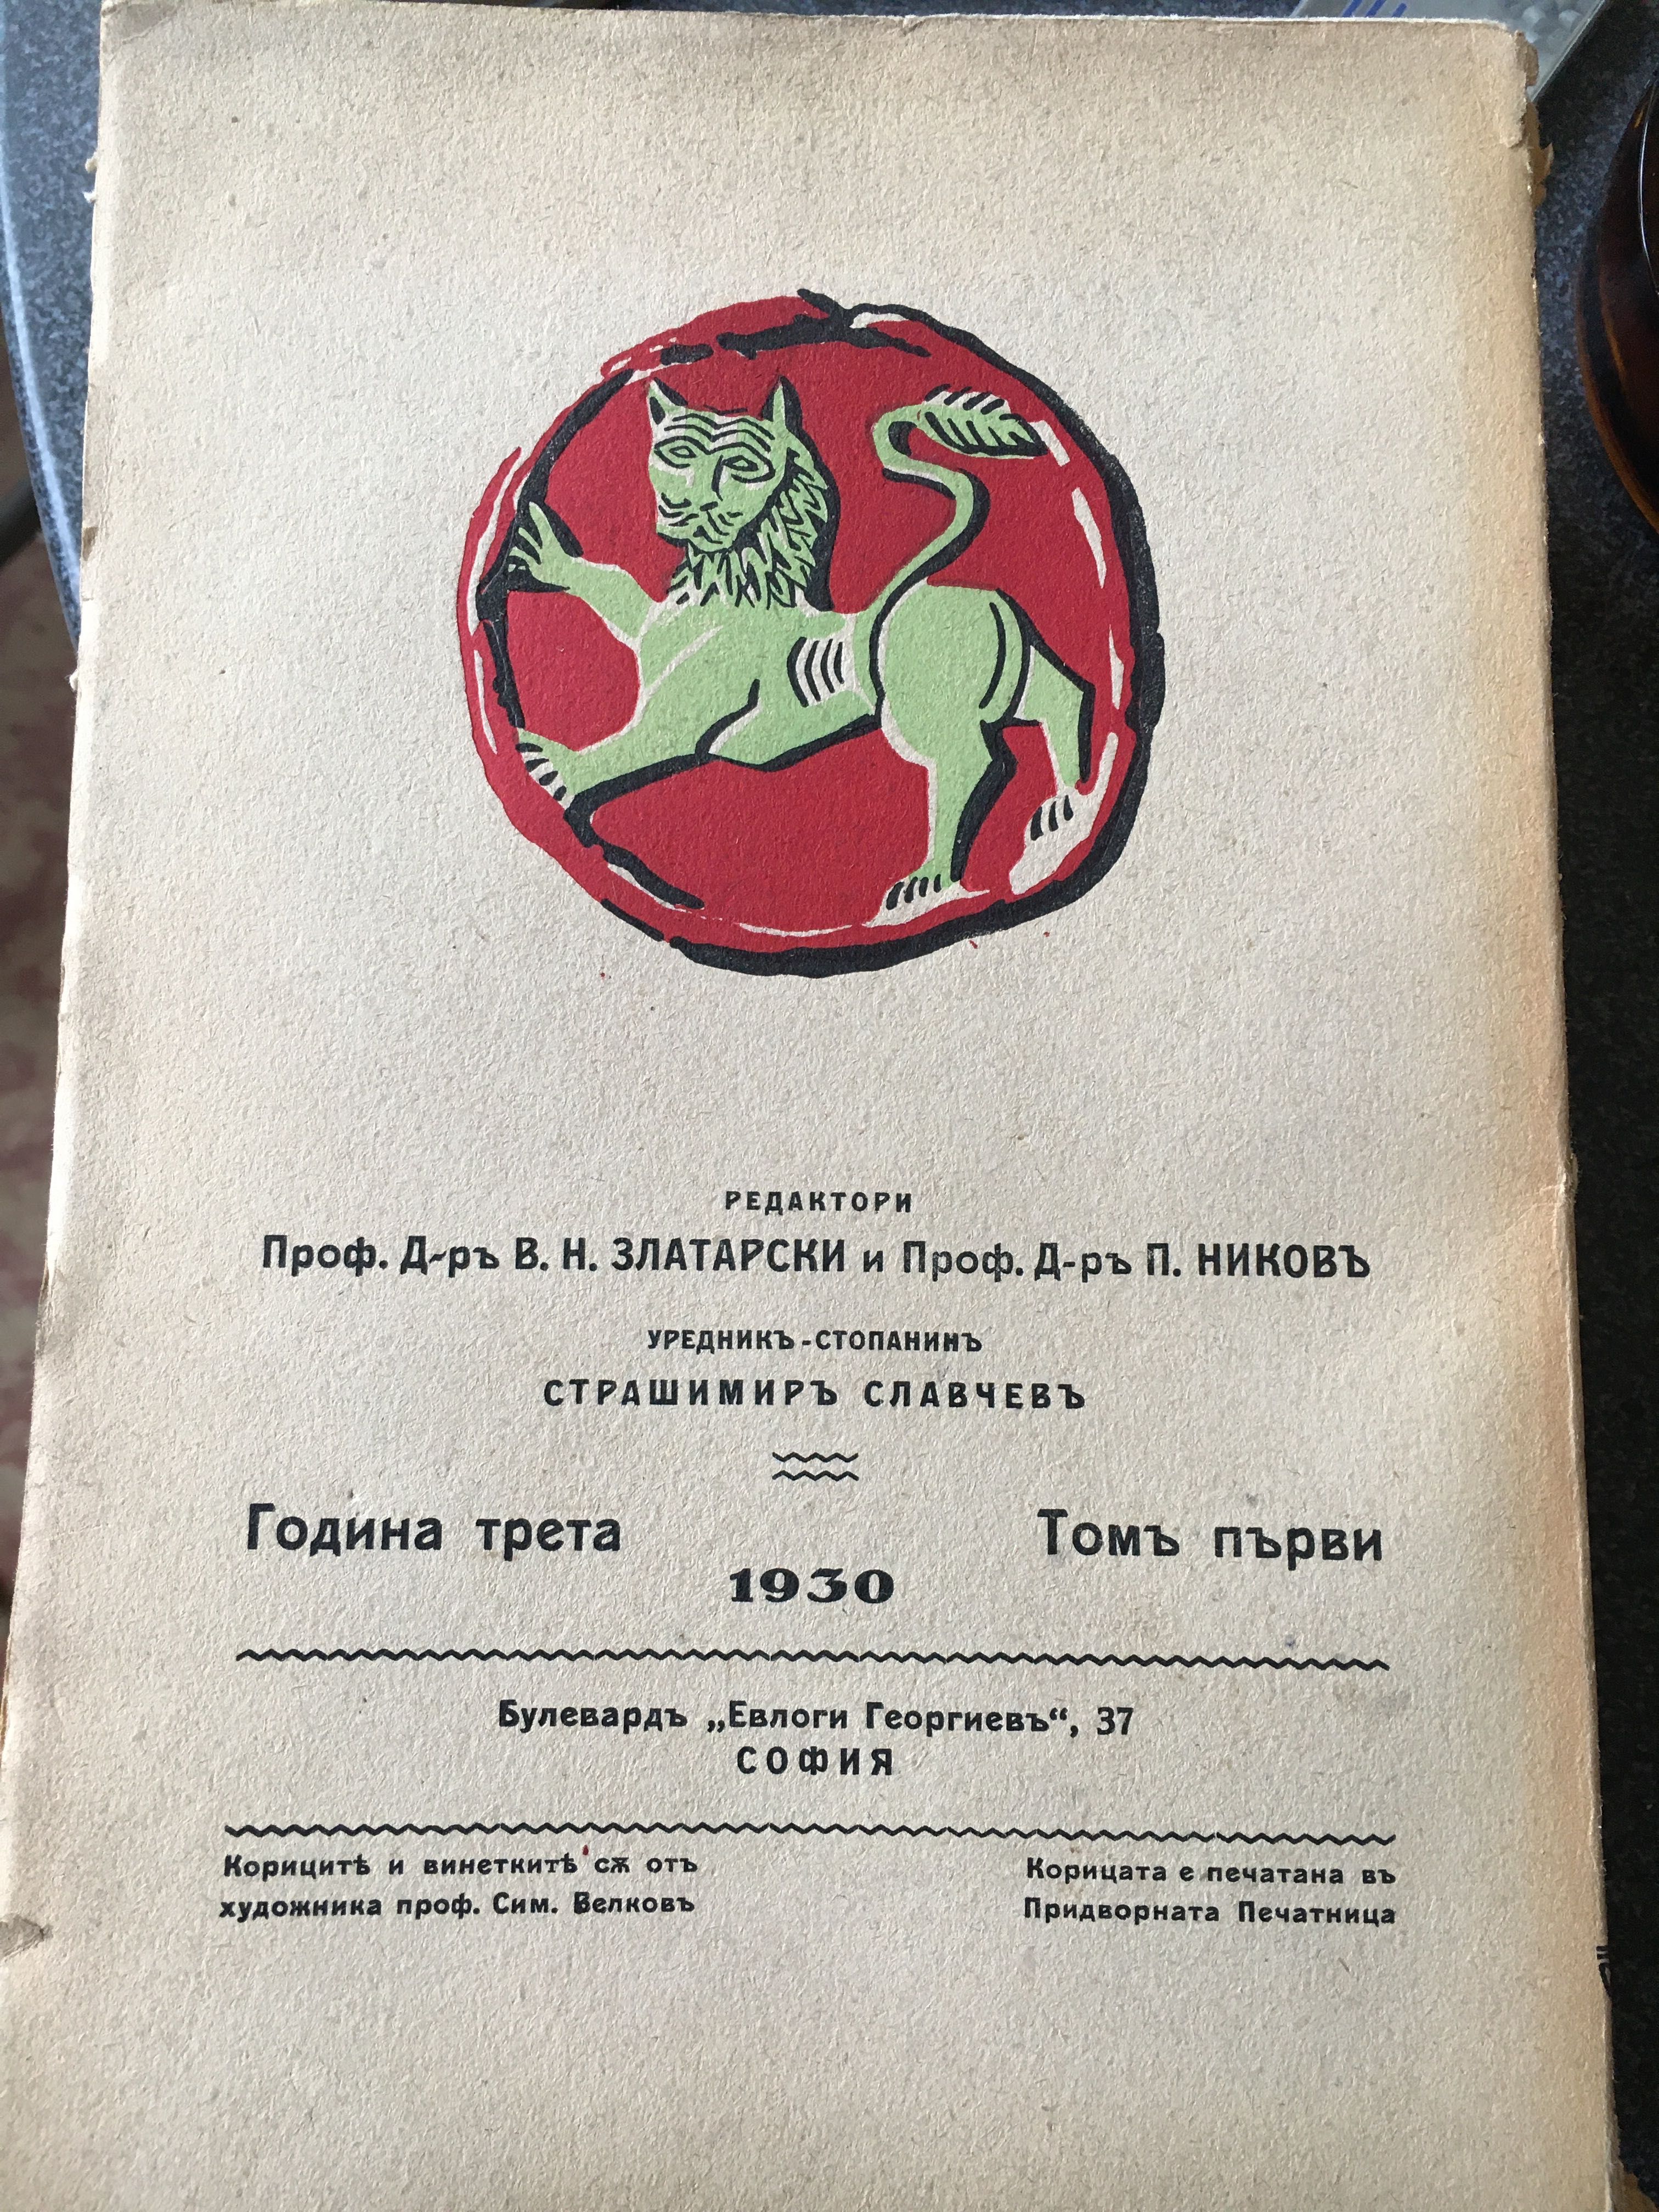 РЕДАКТОРИ
Проф. Д-ръ В. Н. ЗЛАТАРСКИ и Проф. Д-ръ П. НИКОВЪ
УРЕДНИКЪ-СТОПАНИНЪ
СТРАШИМИРЪ СЛАВЧЕВЪ
Година трета Томъ първи
1930
Булевардъ „Евлоги Георгиевъ“, 37
СОФИЯ
Корицитѣ и винеткитѣ сѫ отъ
художника проф. Сим. Велковъ
Корицата е печатана въ
Придворната Печатница